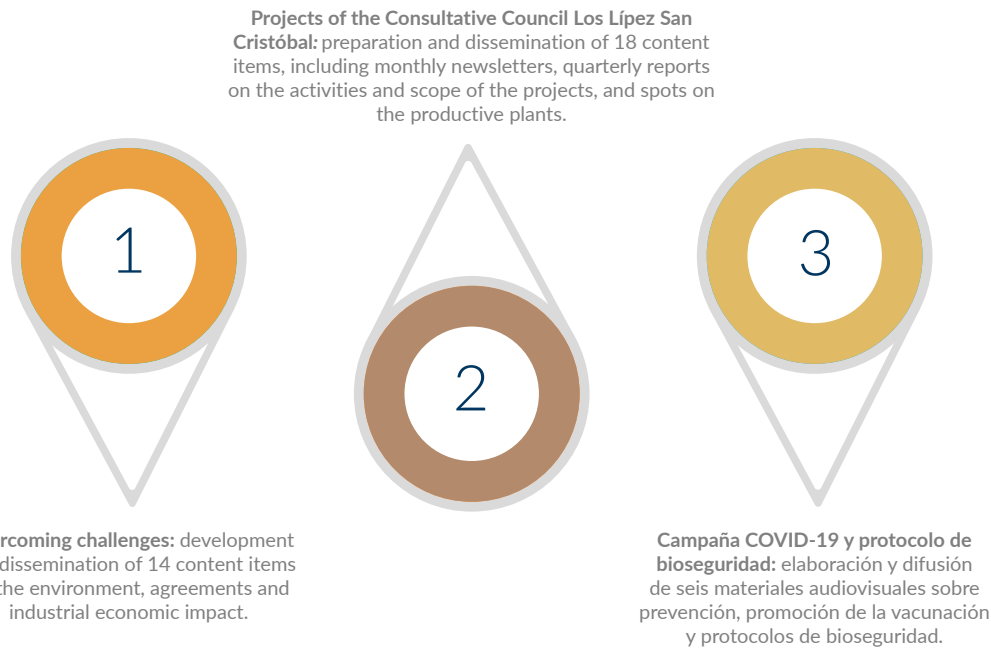 Projects of the Consultative Council Los Lípez San
Cristóbal: preparation and dissemination of 18 content
items, including monthly newsletters, quarterly reports
on the activities and scope of the projects, and spots on
the productive plants.
1
2
3
rcoming challenges: development
dissemination of 14 content items
the environment, agreements and
industrial economic impact.
Campaña COVID-19 y protocolo de
bioseguridad: elaboración y difusión
de seis materiales audiovisuales sobre
prevención, promoción de la vacunación
y protocolos de bioseguridad.